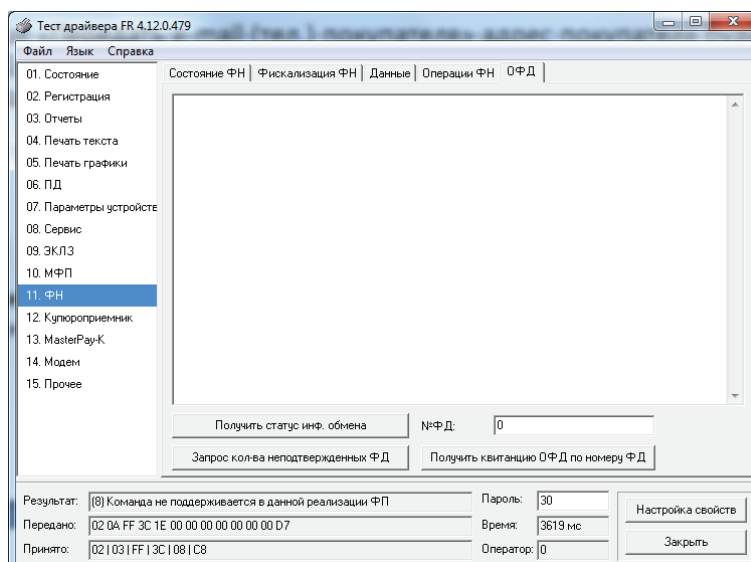 Тест драйвера FR 4.12.0.479
Файл Язык Справка
01. Состояние
02. Регистрация
03. Отчеты
04. Печать текста
05. Печать графики
06. ПД
07. Параметры устройств
08. Сервис
09. ЭКЛЗ
10. МФП
11. ФН
12. Купюроприемник
13. MasterPay-K
14. Модем
15. Прочее
Состояние ФН Фискализация ФН Данные Операции ФН ОФД
Получить статус инф. обмена №ФД: 0
Запрос кол-ва неподтвержденных ФД Получить квитанцию ОФД по номеру ФД
Результат: (8) Команда не поддерживается в данной реализации ФП Пароль: 30
Передано: 02 0A FF 3C 1E 00 00 00 00 00 00 00 D7 Время: 3619 мс
Принято: 02 | 03 | FF | 3C | 08 | C8 Оператор: 0
Настройка свойств
Закрыть